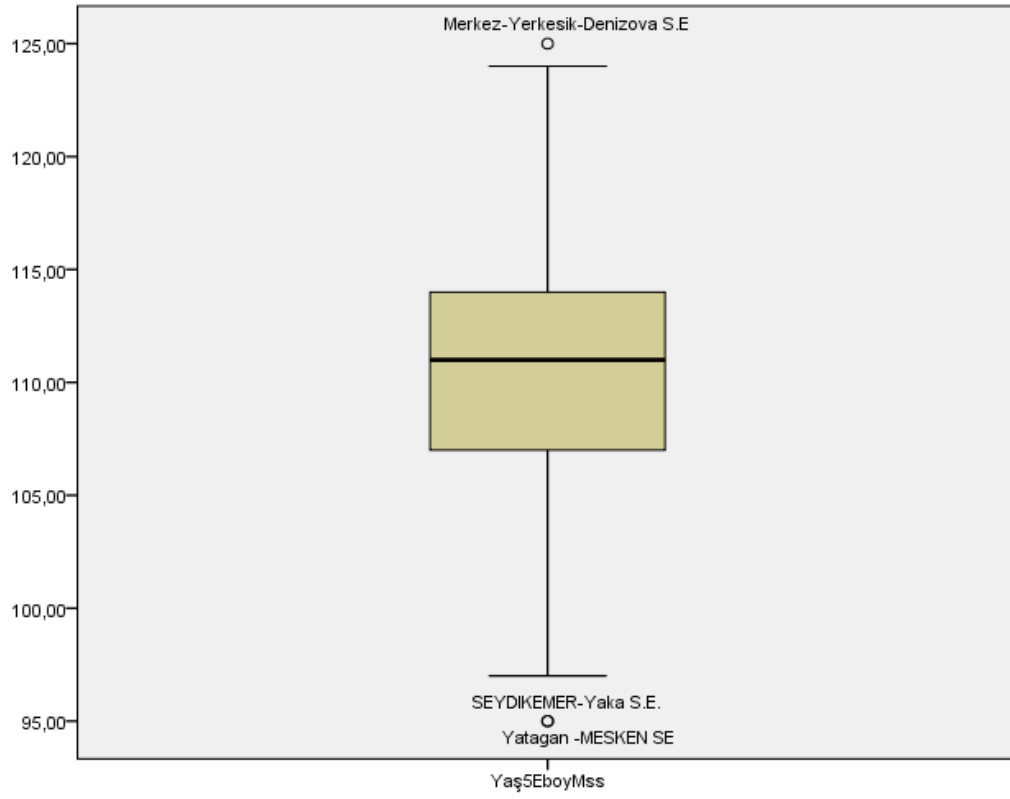 Merkez-Yerkesik-Denizova S.E
125,00
120,00
115,00
110,00
105,00
100,00
SEYDIKEMER-Yaka S.E.
95,00
Yatagan -MESKEN SE
Yaş5EboyMss